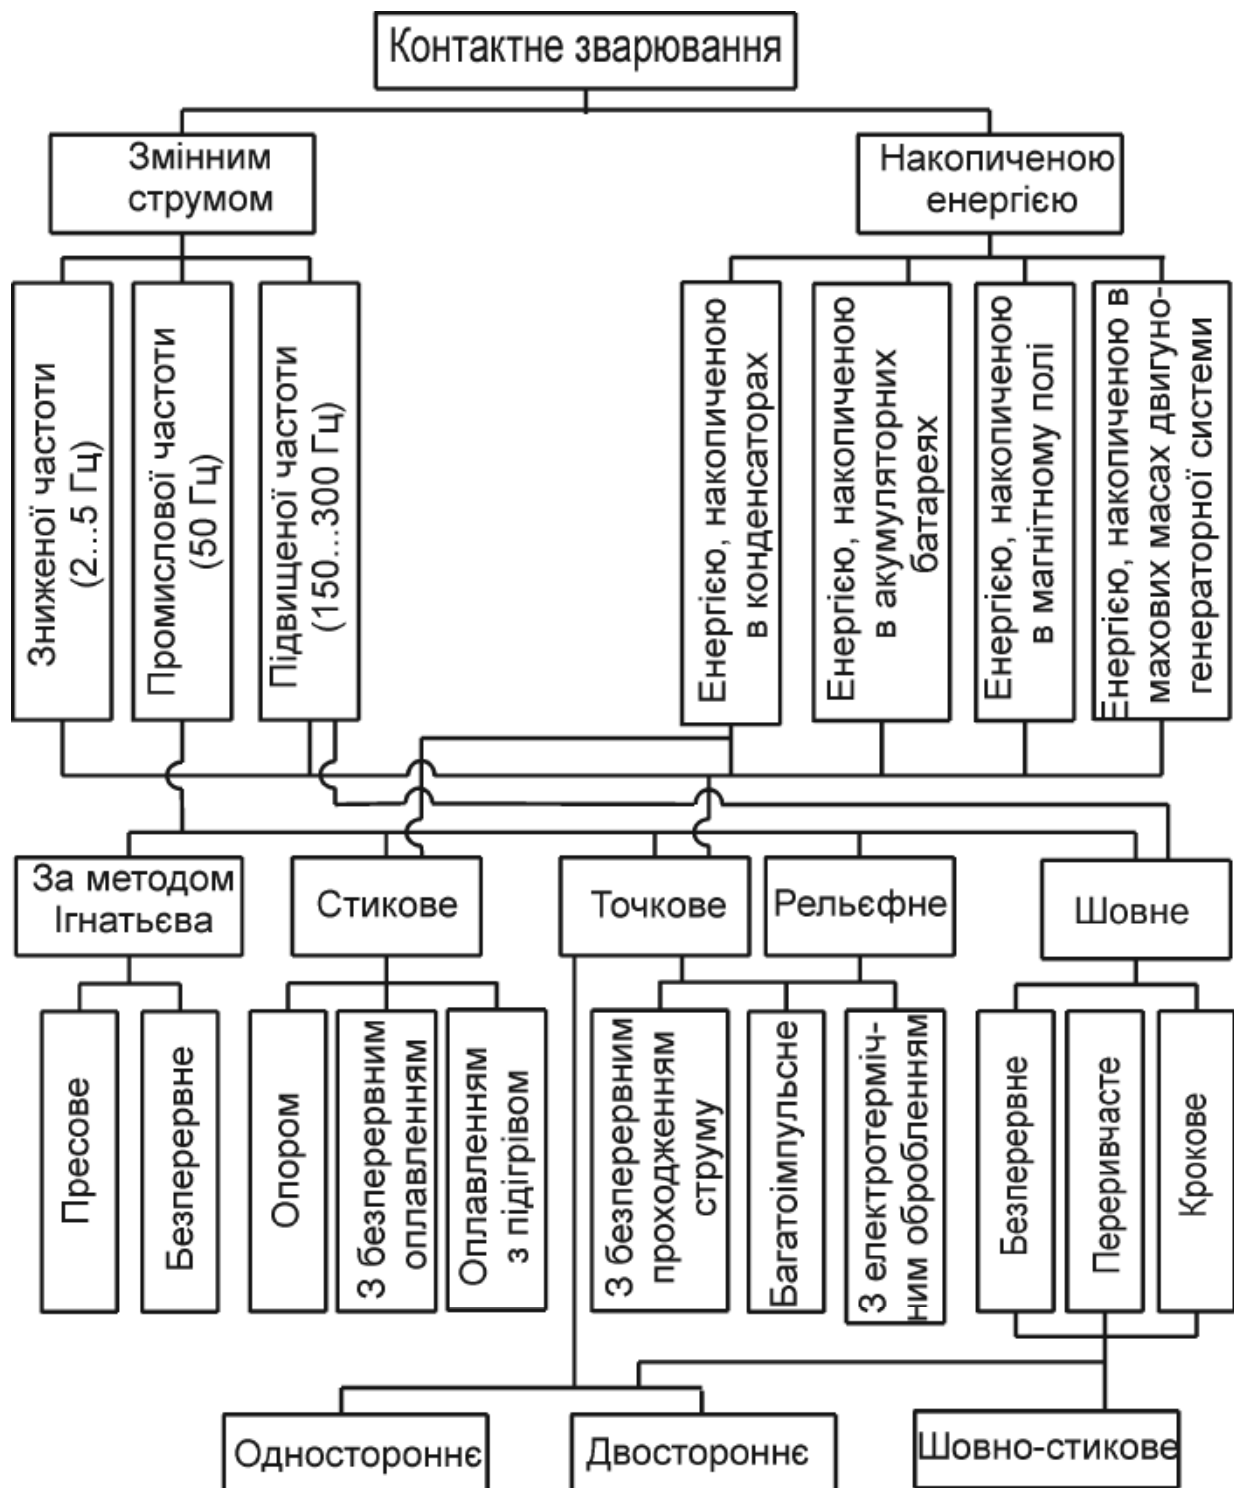 Контактне зварювання
Змінним
струмом
Накопиченою
енергією
Зниженої частоти
(2...5 Гц)
Промислової частоти
(50 Гц)
Підвищеної частоти
(150...300 Гц)
Енергією, накопиченою
в конденсаторах
Енергією, накопиченою
в акумуляторних
батареях
Енергією, накопиченою
в магнітному полі
Енергією, накопиченою в
махових масах двигуно-
генераторної системи
За методом
Ігнатьєва
Стикове
Точкове
Рельєфне
Шовне
Пресове
Безперервне
Опором
З безперервним
оплавленням
Оплавленням
з підігрівом
З безперервним
проходженням
струму
Багатоімпульсне
З електротерміч-
ним обробленням
Безперервне
Переривчасте
Крокове
Одностороннє
Двостороннє
Шовно-стикове